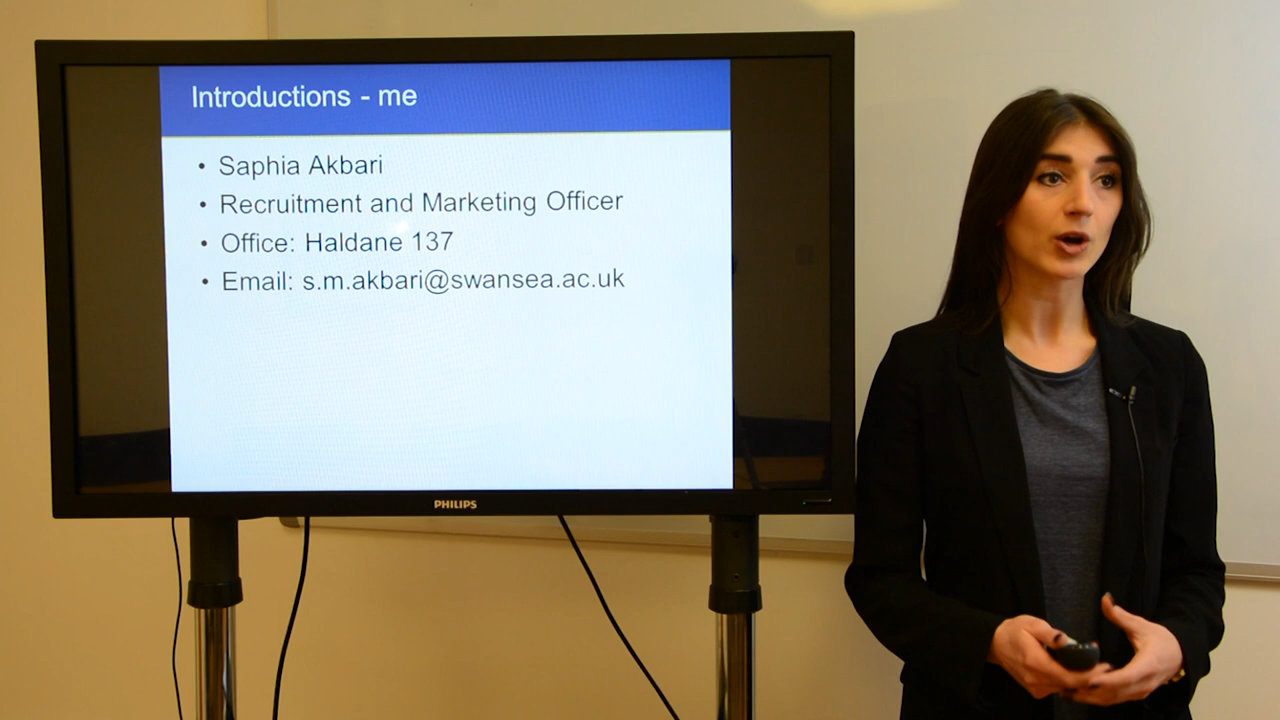 Introductions - me
• Saphia Akbari
• Recruitment and Marketing Officer
• Office: Haldane 137
• Email: s.m.akbari@swansea.ac.uk
PHILIPS